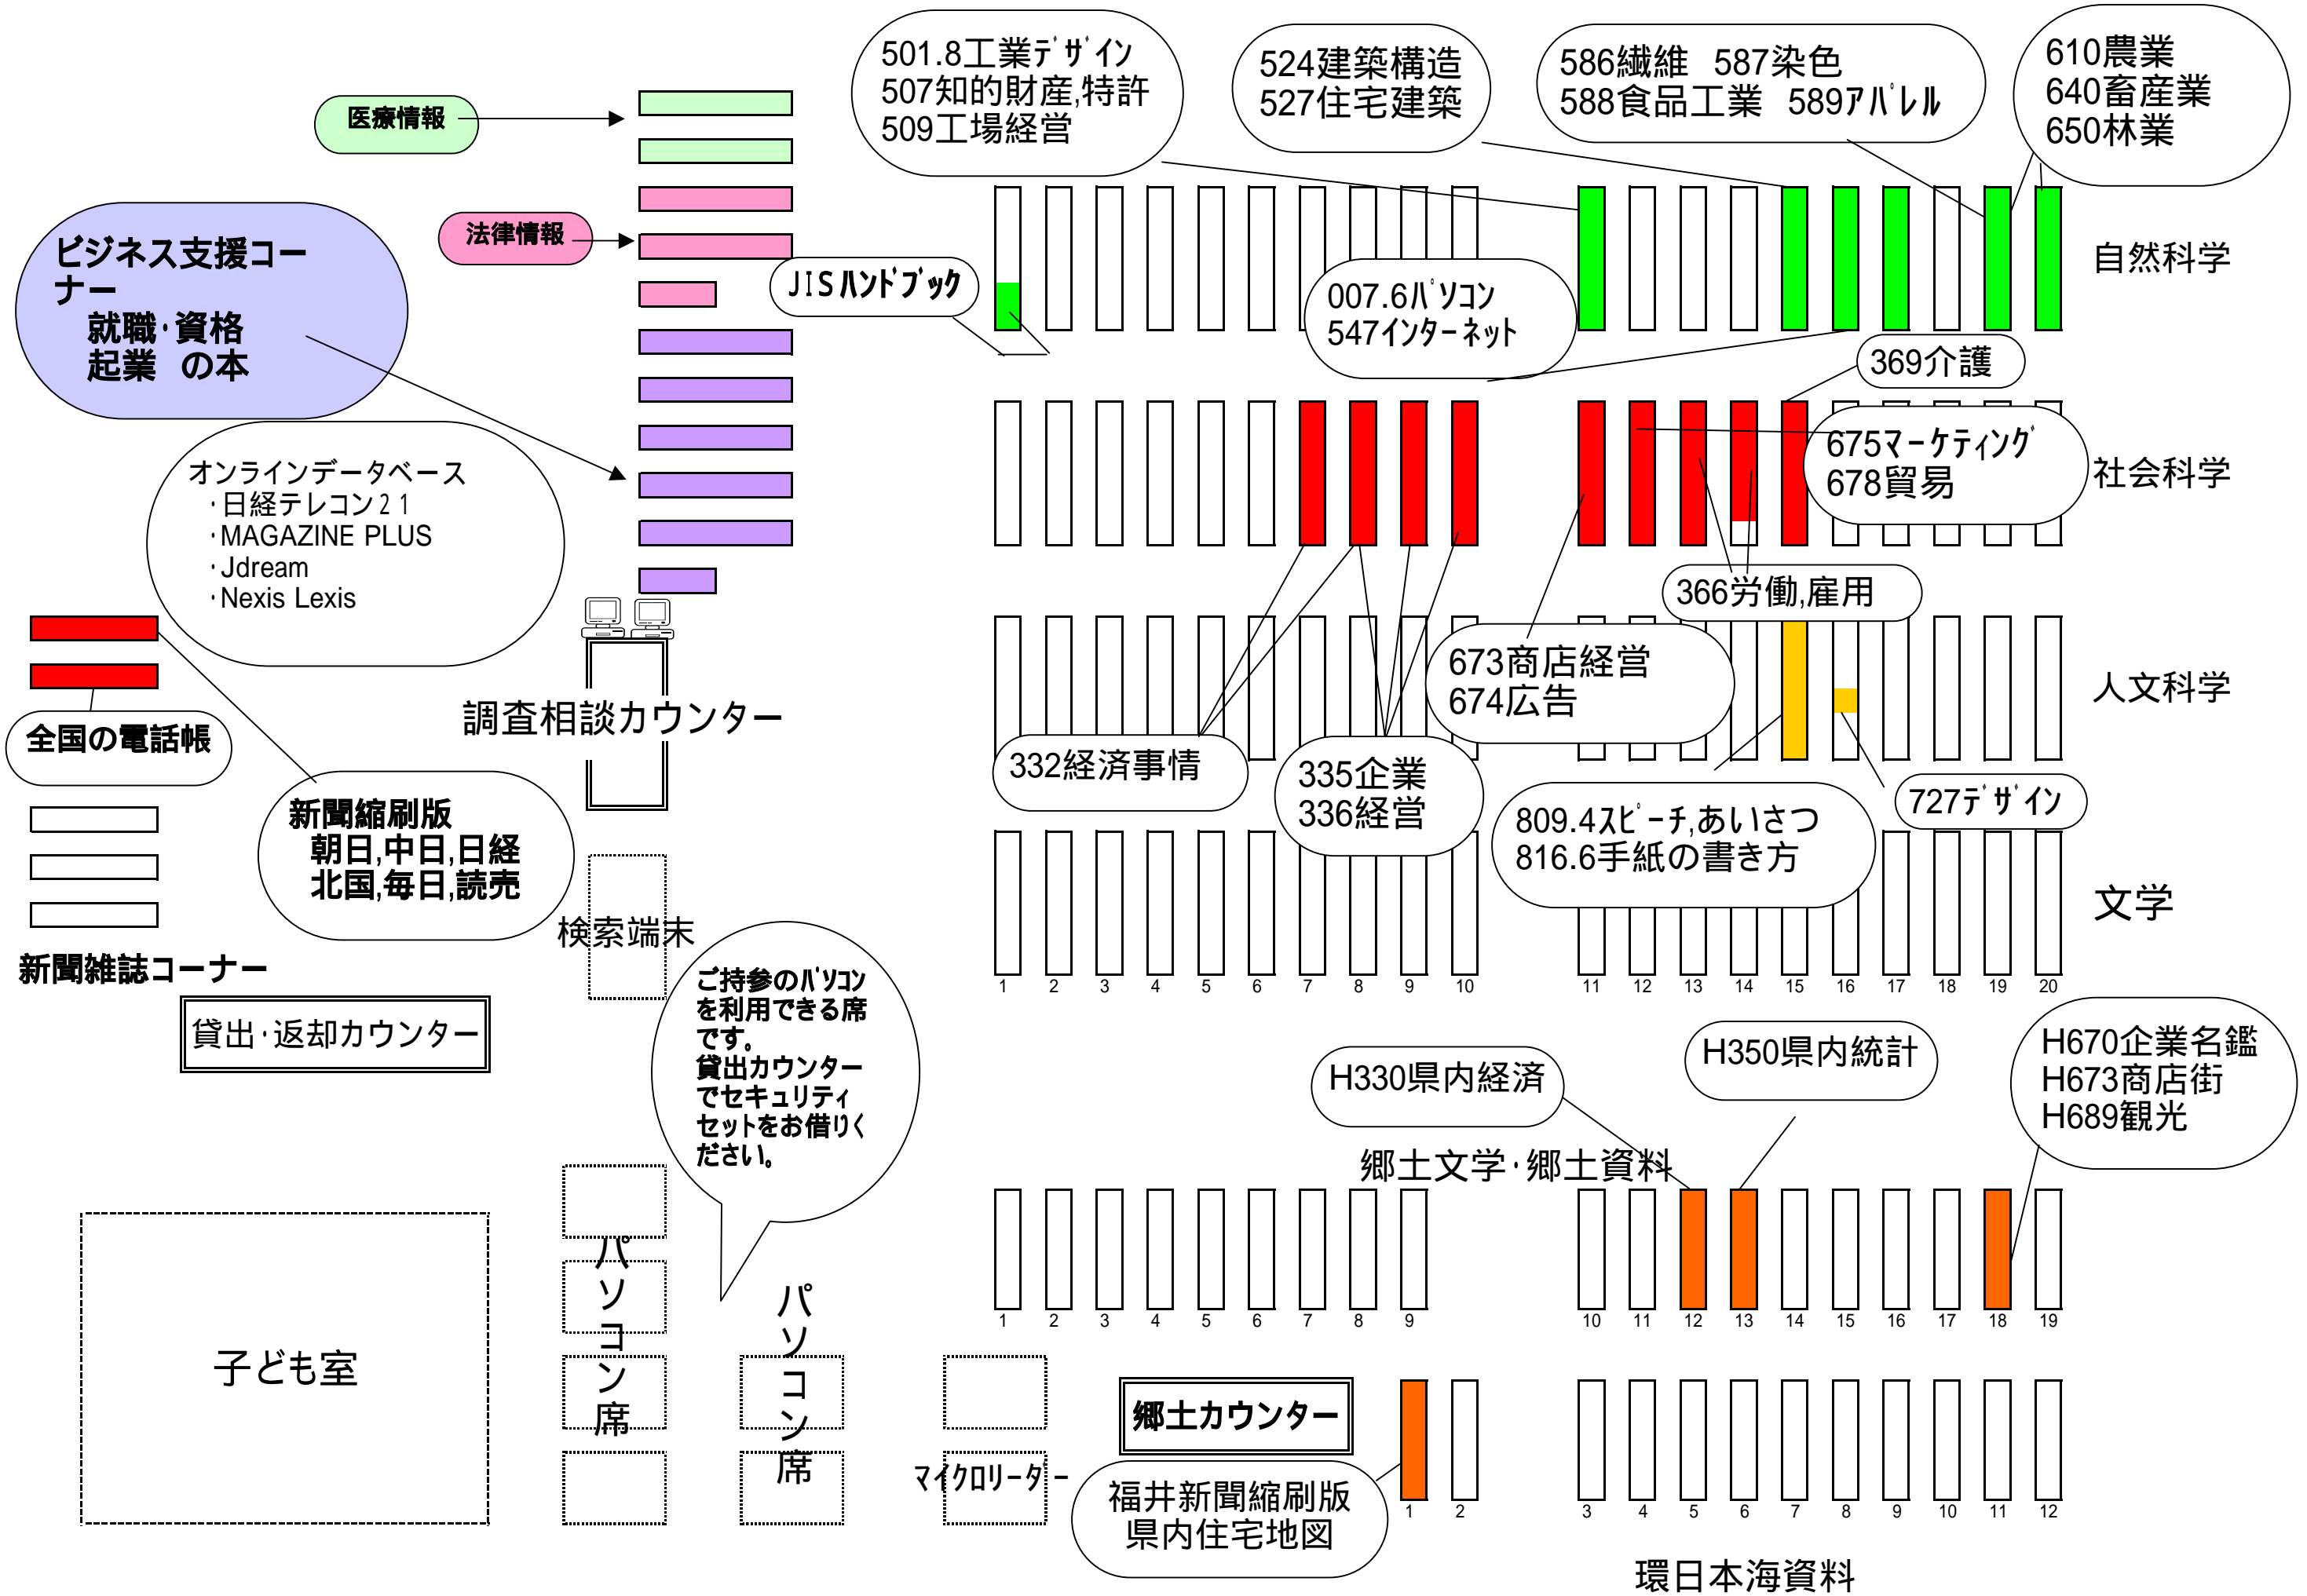 501.8工業ﾃﾞｻﾞｲﾝ
507知的財産,特許
509工場経営
524建築構造
527住宅建築
586繊維　587染色
588食品工業　589ｱﾊﾟﾚﾙ
610農業
640畜産業
650林業
医療情報
法律情報
ビジネス支援コー
ナー
就職・資格
起業　の本
JISﾊﾝﾄﾞﾌﾞｯｸ
007.6ﾊﾟｿｺﾝ
547ｲﾝﾀｰﾈｯﾄ
自然科学
369介護
675ﾏｰｹﾃｨﾝｸﾞ
678貿易
社会科学
オンラインデータベース
・日経テレコン２１
・MAGAZINE PLUS
・Jdream
・Nexis Lexis
366労働,雇用
673商店経営
674広告
人文科学
調査相談カウンター
全国の電話帳
332経済事情
335企業
336経営
809.4ｽﾋﾟｰﾁ,あいさつ
816.6手紙の書き方
727ﾃﾞｻﾞｲﾝ
新聞縮刷版
朝日,中日,日経
北国,毎日,読売
文学
検索端末
新聞雑誌コーナー
1 2 3 4 5 6 7 8 9 10 11 12 13 14 15 16 17 18 19 20
貸出・返却カウンター
ご持参のﾊﾟｿｺﾝ
を利用できる席
です。
貸出カウンター
でセキュリティ
セットをお借りく
ださい。
H330県内経済
H350県内統計
H670企業名鑑
H673商店街
H689観光
郷土文学・郷土資料
1 2 3 4 5 6 7 8 9 10 11 12 13 14 15 16 17 18 19
子ども室
パソコン席
パソコン席
マイクロリーダー
郷土カウンター
福井新聞縮刷版
県内住宅地図
1 2 3 4 5 6 7 8 9 10 11 12
環日本海資料